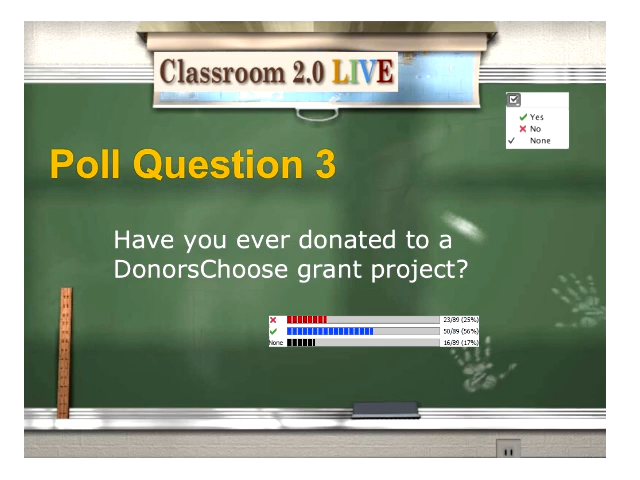 Classroom 2.0 LIVE
Yes
No
None
Poll Question 3
Have you ever donated to a
DonorsChoose grant project?
23/89 (25%)
50/89 (56%)
None 16/89 (17%)